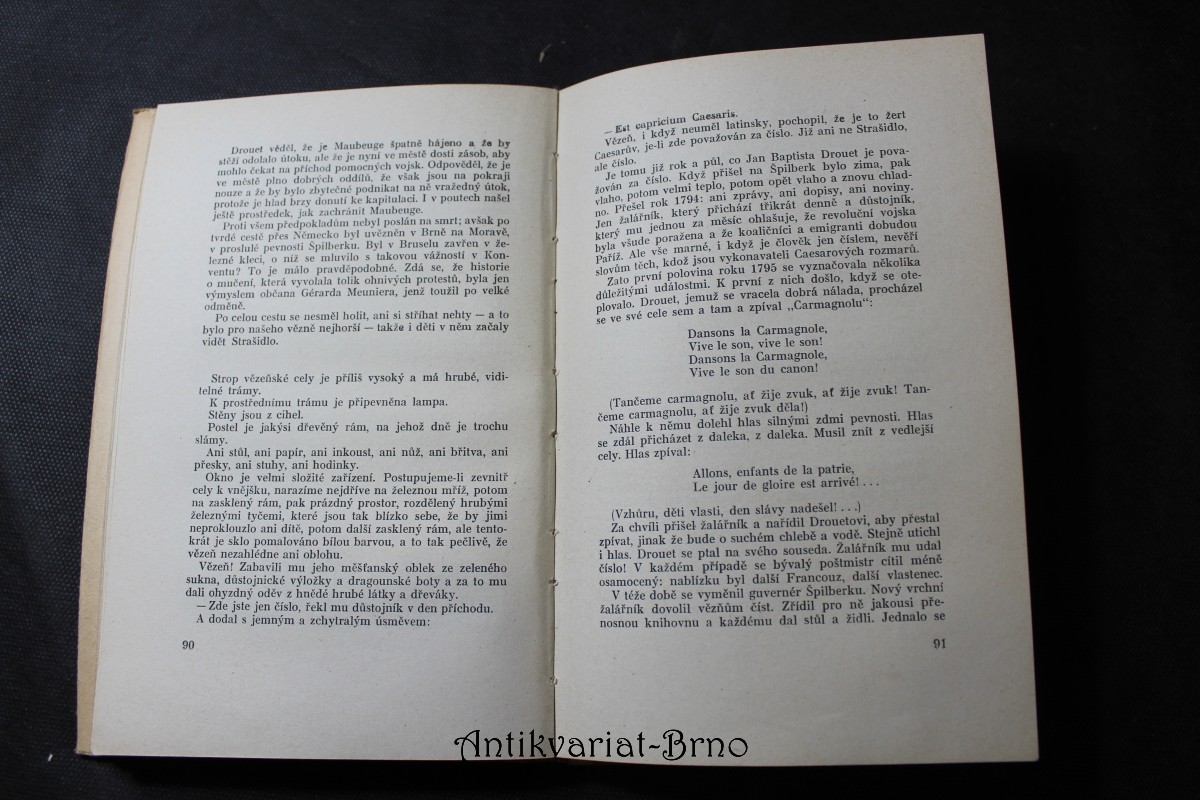 Drouet věděl, že je Maubeuge špatně hájeno a že by
stěží odolalo útoku, ale že je nyní ve městě dosti zásob, aby
mohlo čekat na příchod pomocných vojsk. Odpověděl, že je
ve městě plno dobrých oddílů, že však jsou na pokraji
nouze a že by bylo zbytečné podnikat na ně vražedný útok,
protože je hlad brzy donutí ke kapitulaci. I v poutech našel
ještě prostředek, jak zachránit Maubeuge.
Proti všem předpokladům nebyl poslán na smrt; avšak po
tvrdé cestě přes Německo byl uvězněn v Brně na Moravě,
v proslulé pevnosti Špilberku. Byl v Bruselu zavřen v že-
lezné kleci, o níž se mluvilo s takovou vážností v Kon-
ventu? To je málo pravděpodobné. Zdá se, že historie
o mučení, která vyvolala tolik ohnivých protestů, byla jen
výmyslem občana Gérarda Meuniera, jenž toužil po velké
odměně.
Po celou cestu se nesměl holit, ani si stříhat nehty — a to
bylo pro našeho vězně nejhorší — takže i děti v něm začaly
vidět Strašidlo.
Strop vězeňské cely je příliš vysoký a má hrubé, vidi-
telné trámy.
K prostřednímu trámu je připevněna lampa.
Stěny jsou z cihel.
Postel je jakýsi dřevěný rám, na jehož dně je trochu
slámy.
Ani stůl, ani papír, ani inkoust, ani nůž, ani břitva, ani
přesky, ani stuhy, ani hodinky.
Okno je velmi složité zařízení. Postupujeme-li zevnitř
cely k vnějšku, narazíme nejdříve na železnou mříž, potom
na zasklený rám, pak prázdný prostor, rozdělený hrubými
železnými tyčemi, které jsou tak blízko sebe, že by jimi
neproklouzlo ani dítě, potom další zasklený rám, ale tento-
krát je sklo pomalováno bílou barvou, a to tak pečlivě, že
vězeň nezahlédne ani oblohu.
Vězeň! Zabavili mu jeho měšťanský oblek ze zeleného
sukna, důstojnické výložky a dragounské boty a za to mu
dali ohyzdný oděv z hnědé hrubé látky a dřeváky.
— Zde jste jen číslo, řekl mu důstojník v den příchodu.
A dodal s jemným a zchytralým úsměvem:
90
— Est capricium Caesaris.
Vězeň, i když neuměl latinsky, pochopil, že je to žert
Caesarův, je-li zde považován za číslo. Již ani ne Strašidlo,
ale číslo.
Je tomu již rok a půl, co Jan Baptista Drouet je pova-
žován za číslo. Když přišel na Špilberk bylo zima, pak
vlaho, potom velmi teplo, potom opět vlaho a znovu chlad-
no. Přešel rok 1794: ani zprávy, ani dopisy, ani noviny.
Jen žalářník, který přichází třikrát denně a důstojník,
který mu jednou za měsíc ohlašuje, že revoluční vojska
byla všude poražena a že koaličníci a emigranti dobudou
Paříž. Ale vše marné, i když je člověk jen číslem, nevěří
slovům těch, kdož jsou vykonavateli Caesarových rozmarů.
Zato první polovina roku 1795 se vyznačovala několika
důležitými událostmi. K první z nich došlo, když se ote-
plovalo. Drouet, jemuž se vracela dobrá nálada, procházel
se ve své cele sem a tam a zpíval „Carmagnolu“:
Dansons la Carmagnole,
Vive le son, vive le son!
Dansons la Carmagnole,
Vive le son du canon!
(Tančeme carmagnolu, ať žije zvuk, ať žije zvuk! Tan-
čeme carmagnolu, ať žije zvuk děla!)
Náhle k němu dolehl hlas silnými zdmi pevnosti. Hlas
se zdál přicházet z daleka, z daleka. Musil znít z vedlejší
cely. Hlas zpíval:
Allons, enfants de la patrie,
Le jour de gloire est arrivé! . . .
(Vzhůru, děti vlasti, den slávy nadešel! . . .)
Za chvíli přišel žalářník a nařídil Drouetovi, aby přestal
zpívat, jinak že bude o suchém chlebě a vodě. Stejně utichl
i hlas. Drouet se ptal na svého souseda. Žalářník mu udal
číslo! V každém případě se bývalý poštmistr cítil méně
osamocený: nablízku byl další Francouz, další vlastenec.
V téže době se vyměnil guvernér Špilberku. Nový vrchní
žalářník dovolil vězňům číst. Zřídil pro ně jakousi pře-
nosnou knihovnu a každému dal stůl a židli. Jednalo se
91
Antikvariat-Brno